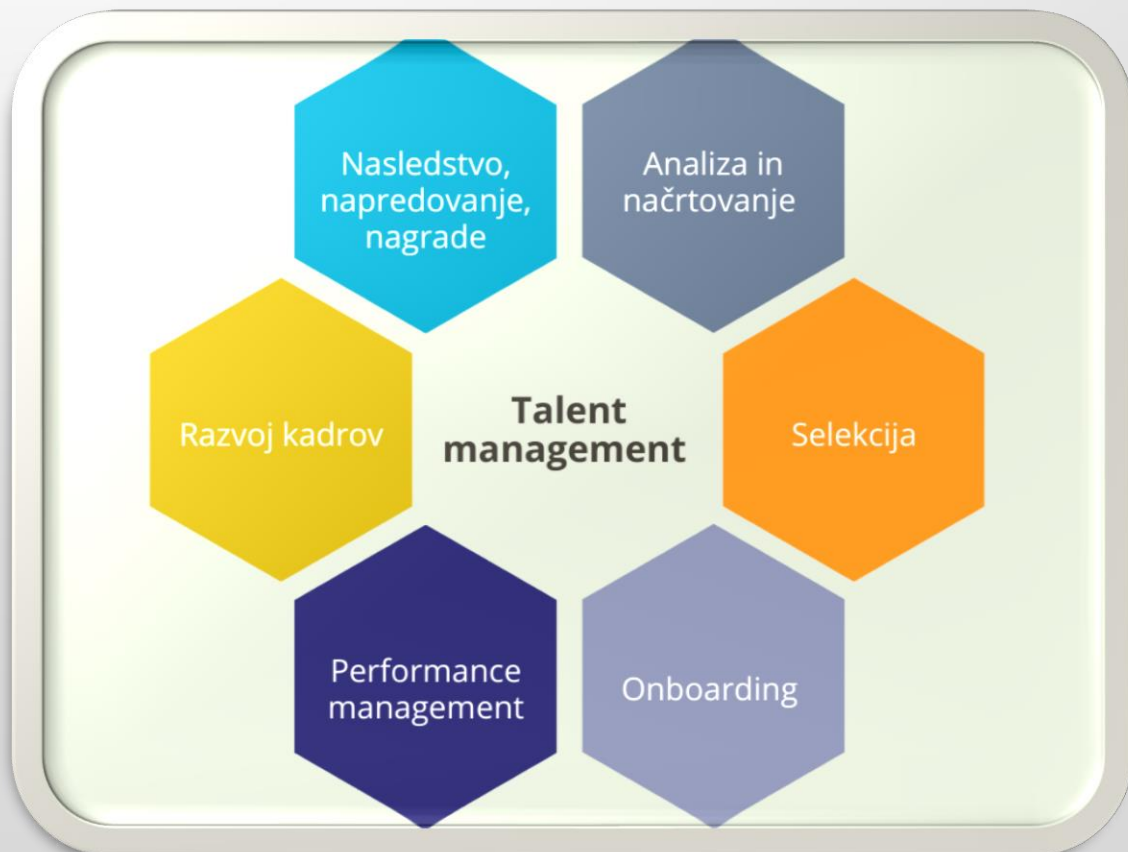 Nasledstvo,
napredovanje,
nagrade
Analiza in
načrtovanje
Razvoj kadrov
Talent
management
Selekcija
Performance
management
Onboarding